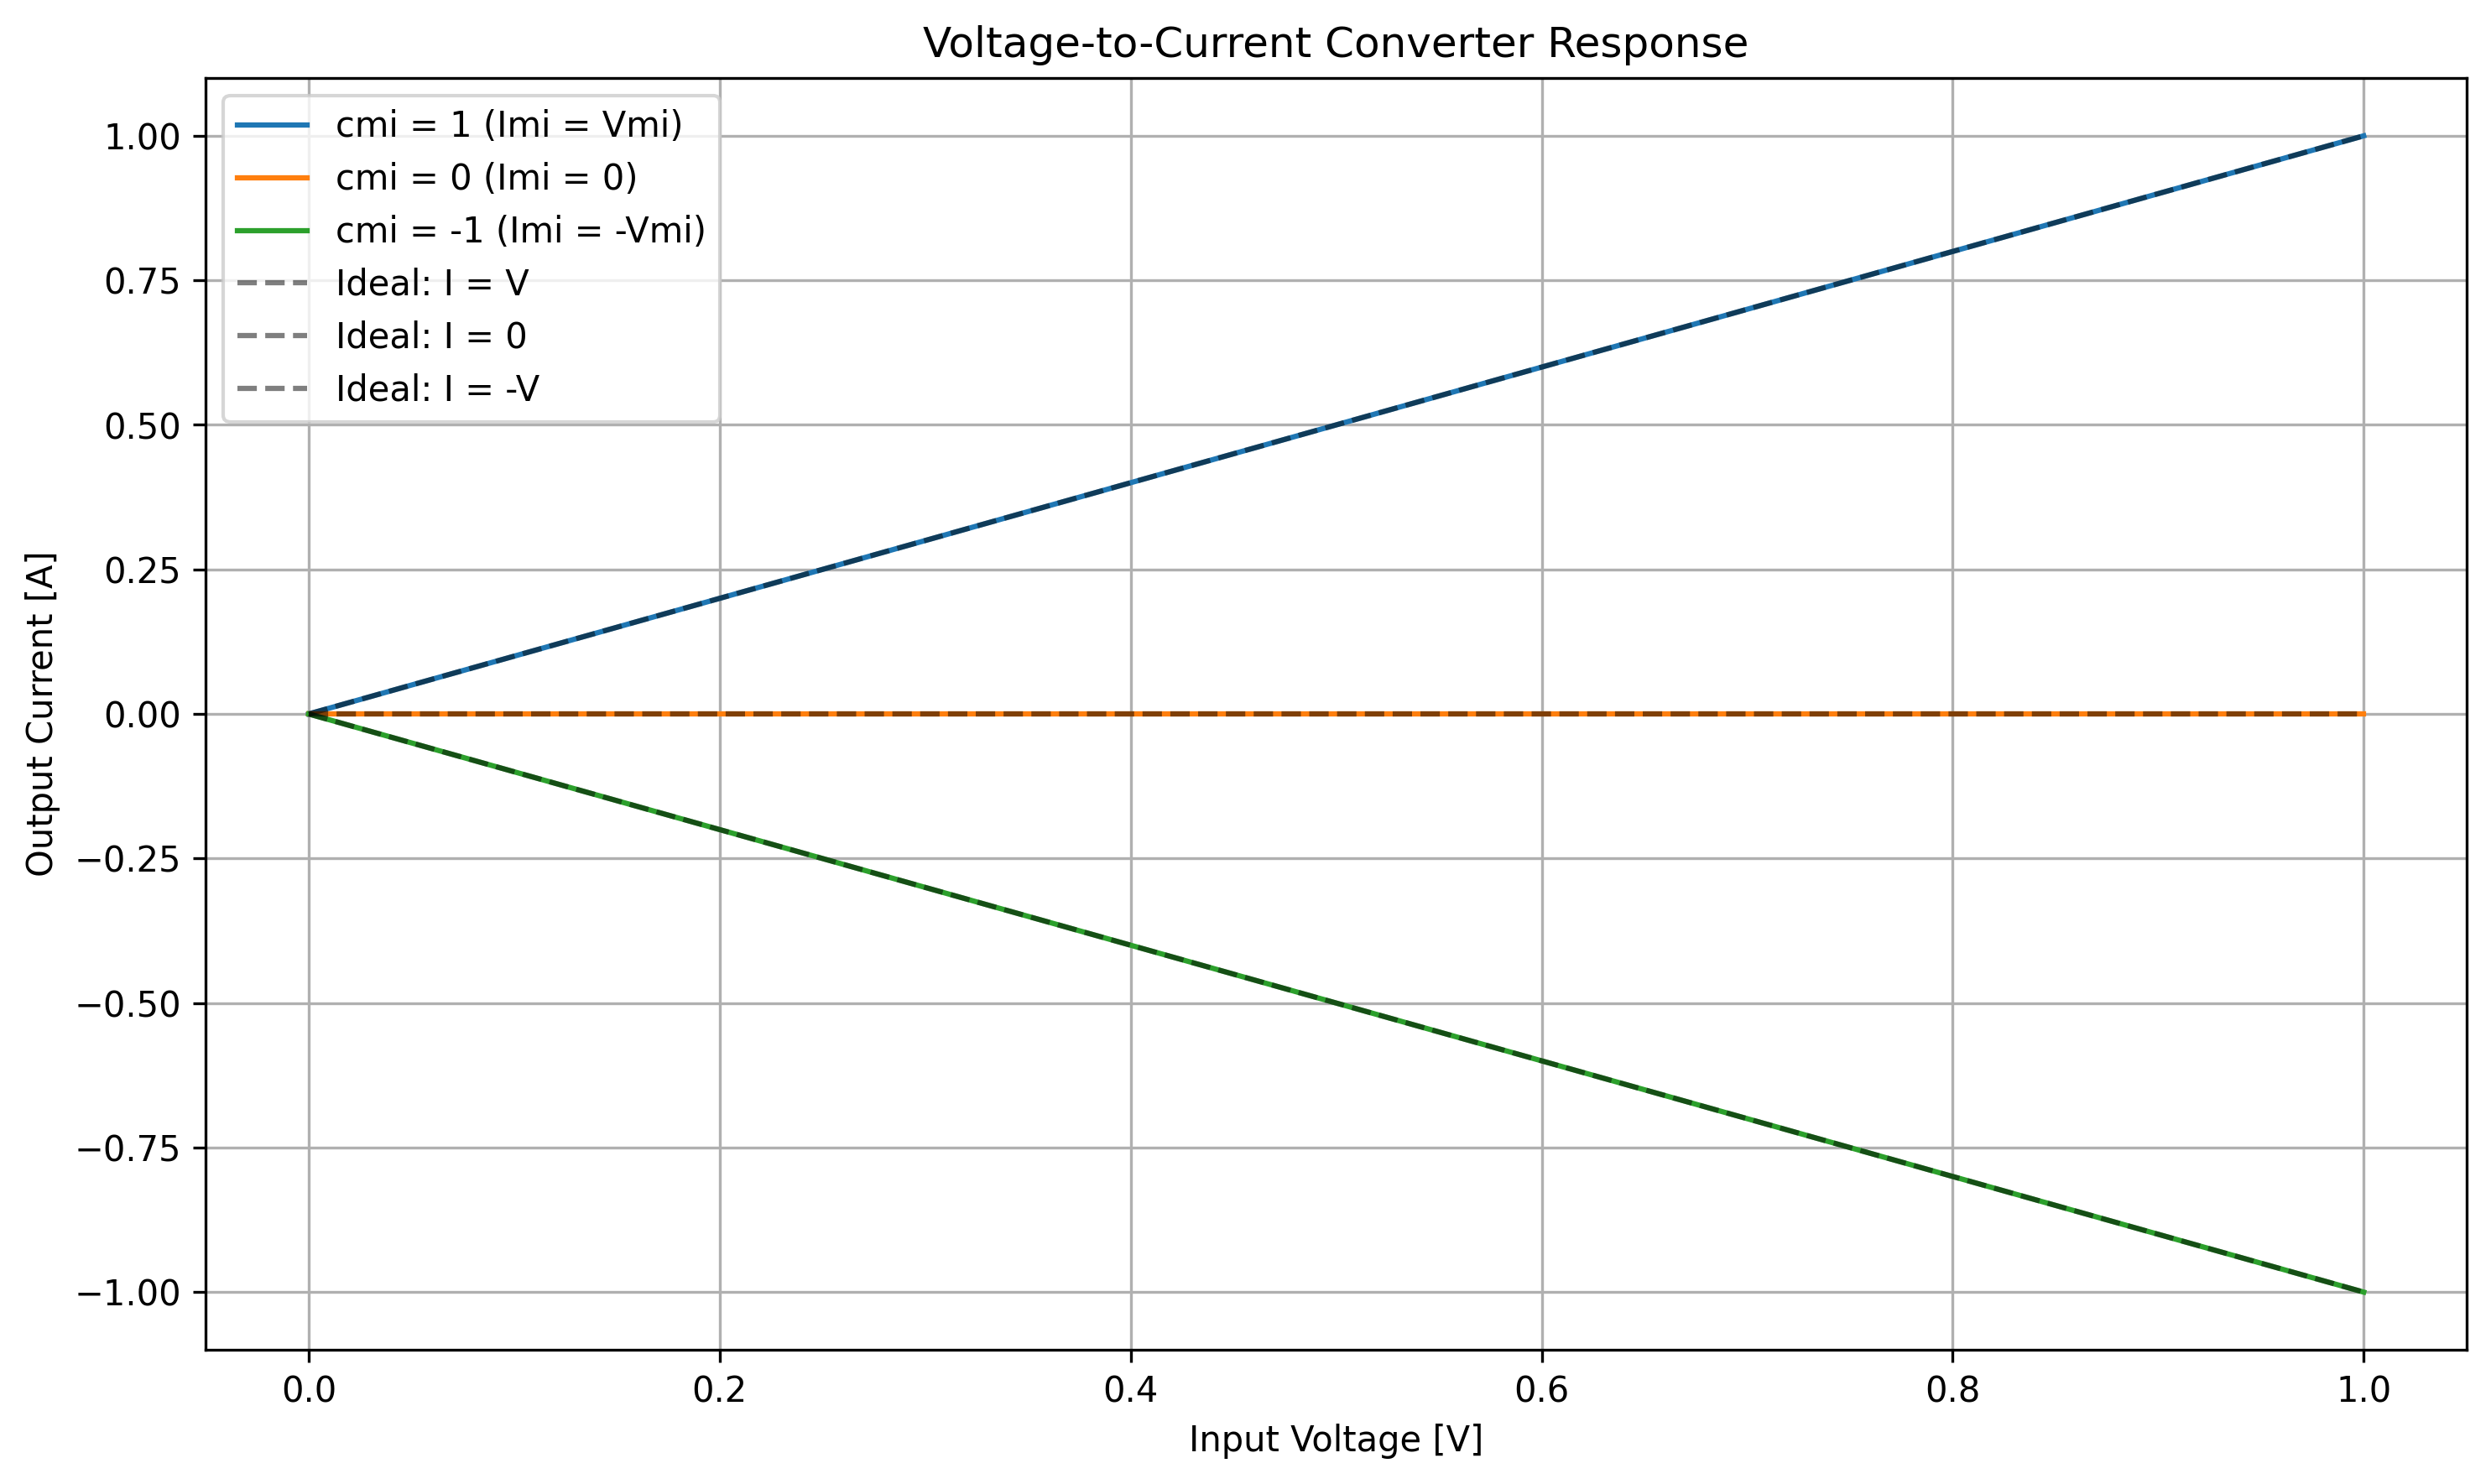 Voltage-to-Current Converter Response
cmi = 1 (Imi = Vmi)
cmi = 0 (Imi = 0)
cmi = -1 (Imi = -Vmi)
Ideal: I = V
Ideal: I = 0
Ideal: I = -V
Output Current [A]
1.00
0.75
0.50
0.25
0.00
−0.25
−0.50
−0.75
−1.00
0.0 0.2 0.4 0.6 0.8 1.0
Input Voltage [V]